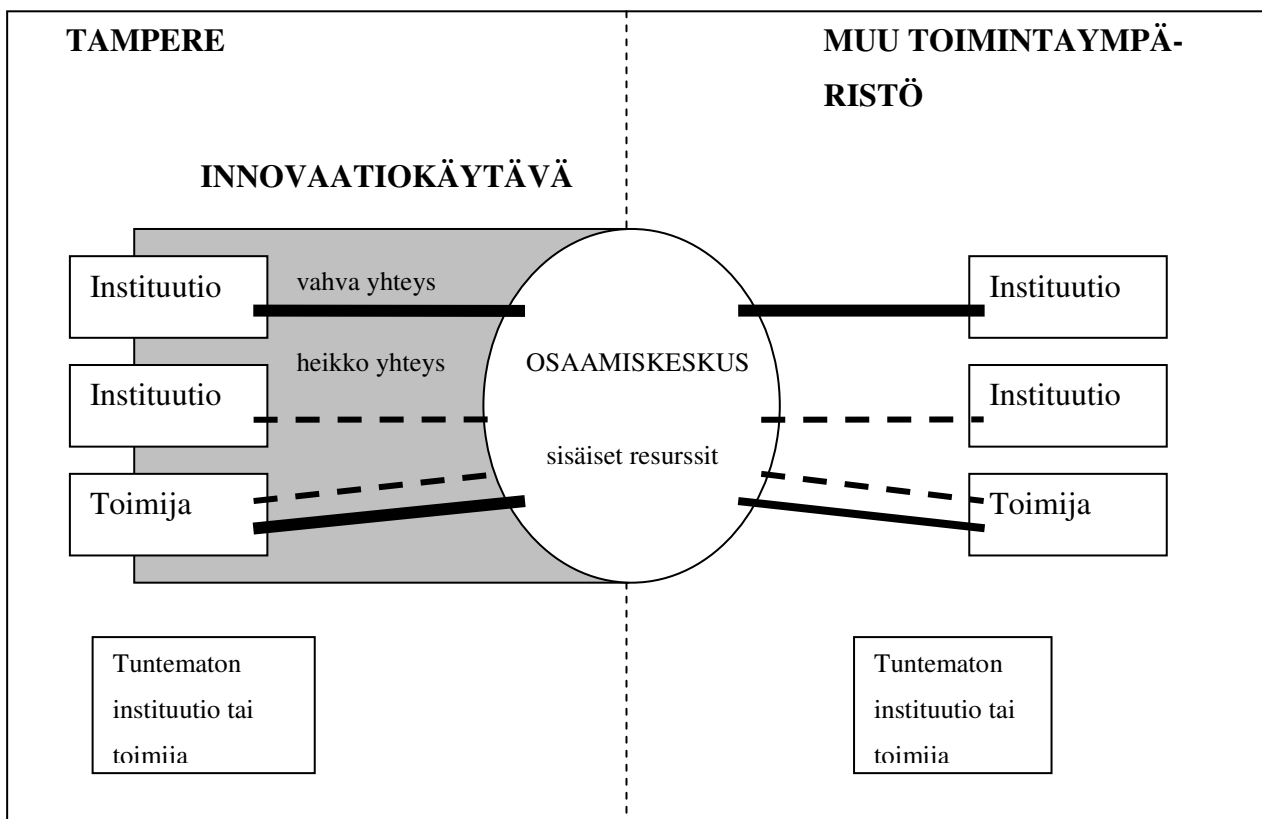 TAMPERE
MUU TOIMINTAYMPÄ-
RISTÖ
INNOVAATIOKÄYTÄVÄ
Instituutio
vahva yhteys
Instituutio
heikko yhteys
OSAAMISKESKUS
Instituutio
Instituutio
sisäiset resurssit
Toimija
Toimija
Tuntematon
instituutio tai
toimija
Tuntematon
instituutio tai
toimija